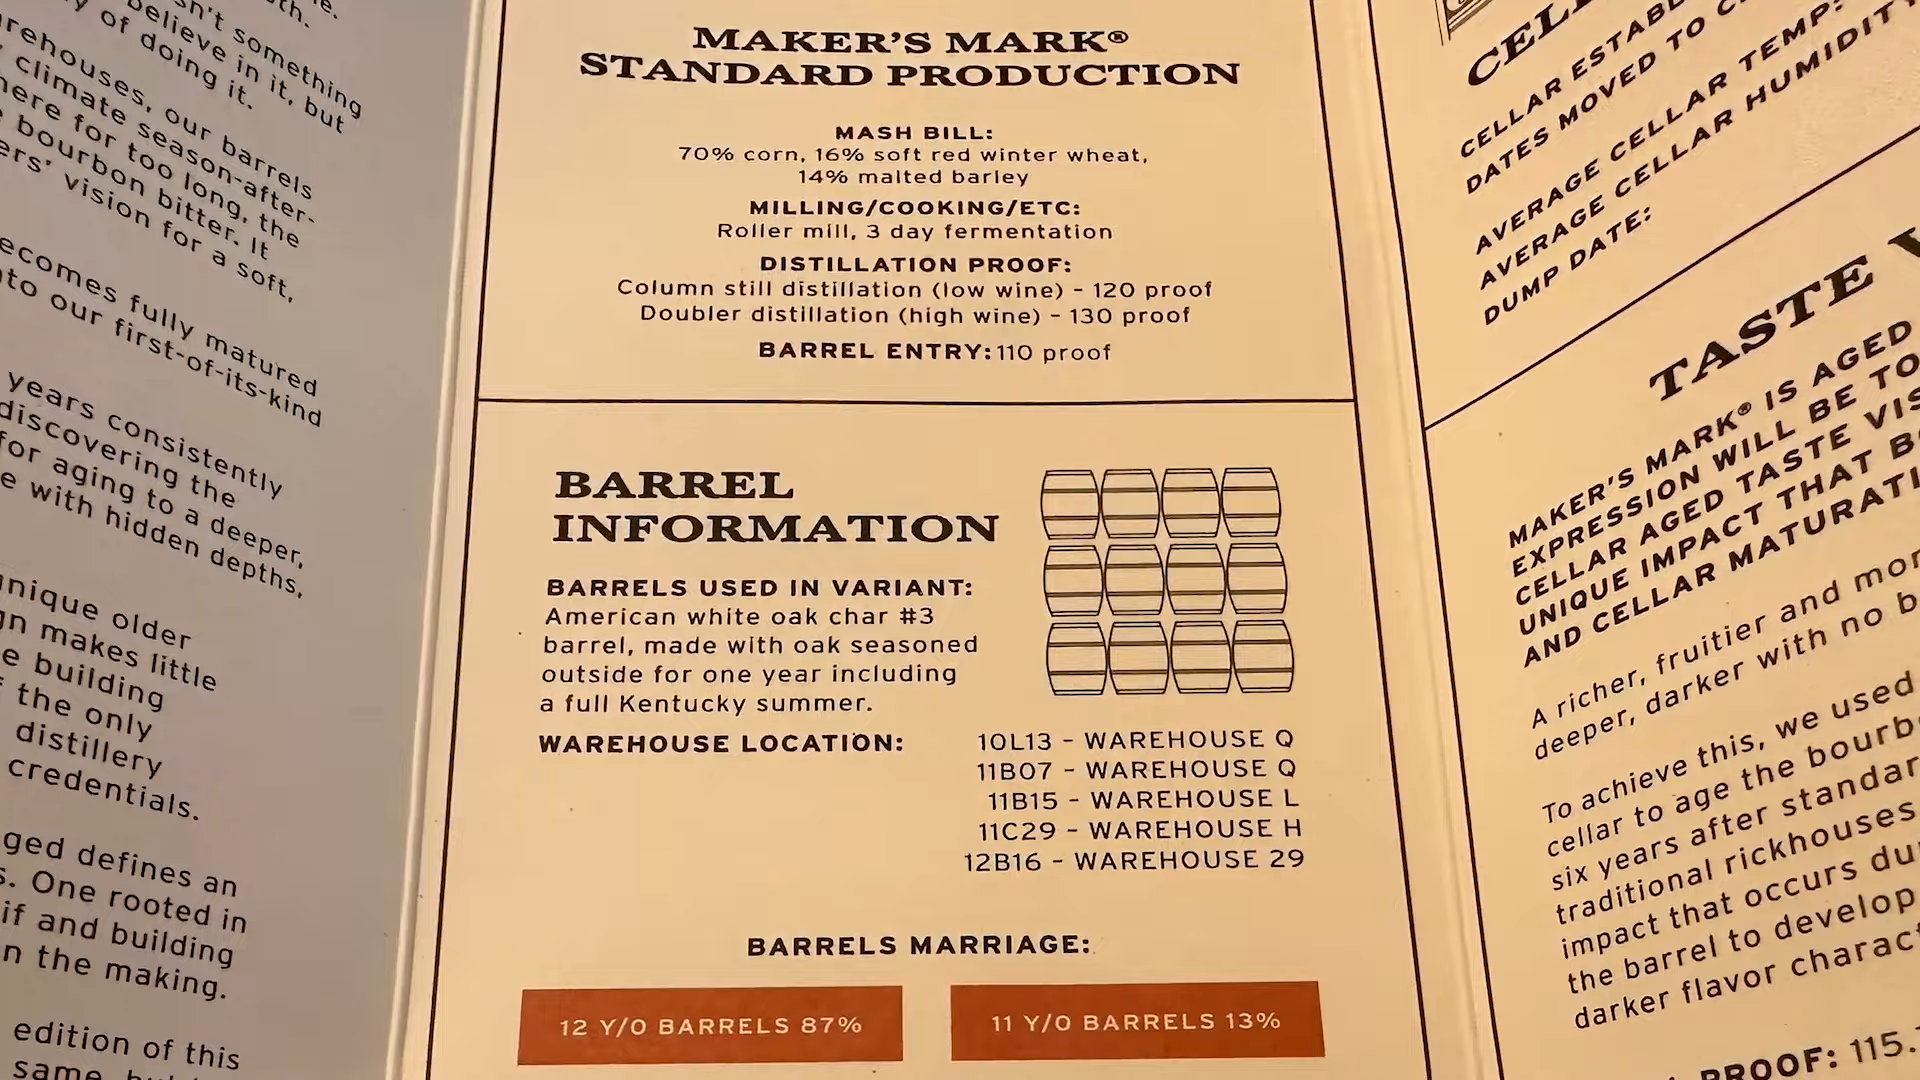 oth.
sn't something
believe in it, but
y of doing it.
rehouses, our barrels
climate season-after-
here for too long, the
bourbon bitter. It
ers' vision for a soft,
ecomes fully matured
nto our first-of-its-kind
years consistently
discovering the
for aging to a deeper,
e with hidden depths,
unique older
gn makes little
e building
f the only
distillery
credentials.
ged defines an
s. One rooted in
if and building
n the making.
edition of this
same,
MAKER'S MARK®
STANDARD PRODUCTION
MASH BILL:
70% corn, 16% soft red winter wheat,
14% malted barley
MILLING/COOKING/ETC:
Roller mill, 3 day fermentation
DISTILLATION PROOF:
Column still distillation (low wine) - 120 proof
Doubler distillation (high wine) - 130 proof
BARREL ENTRY: 110 proof
BARREL
INFORMATION
BARRELS USED IN VARIANT:
American white oak char #3
barrel, made with oak seasoned
outside for one year including
a full Kentucky summer.
WAREHOUSE LOCATION:
10L13 - WAREHOUSE Q
11B07 - WAREHOUSE Q
11B15 - WAREHOUSE L
11C29 - WAREHOUSE H
12B16 - WAREHOUSE 29
BARRELS MARRIAGE:
12 Y/O BARRELS 87%
11 Y/O BARRELS 13%
CELL
CELLAR ESTAB
DATES MOVED TO C
AVERAGE CELLAR TEMP:
AVERAGE CELLAR HUMIDITY
DUMP DATE:
TASTE V
MAKER'S MARK® IS AGED
EXPRESSION WILL BE TO
CELLAR AGED TASTE VIS
UNIQUE IMPACT THAT B
AND CELLAR MATURATI
A richer, fruitier and mor
deeper, darker with no b
To achieve this, we used
cellar to age the bourb
six years after standar
traditional rickhouses
impact that occurs du
the barrel to develop
darker flavor charact
PROOF: 115.